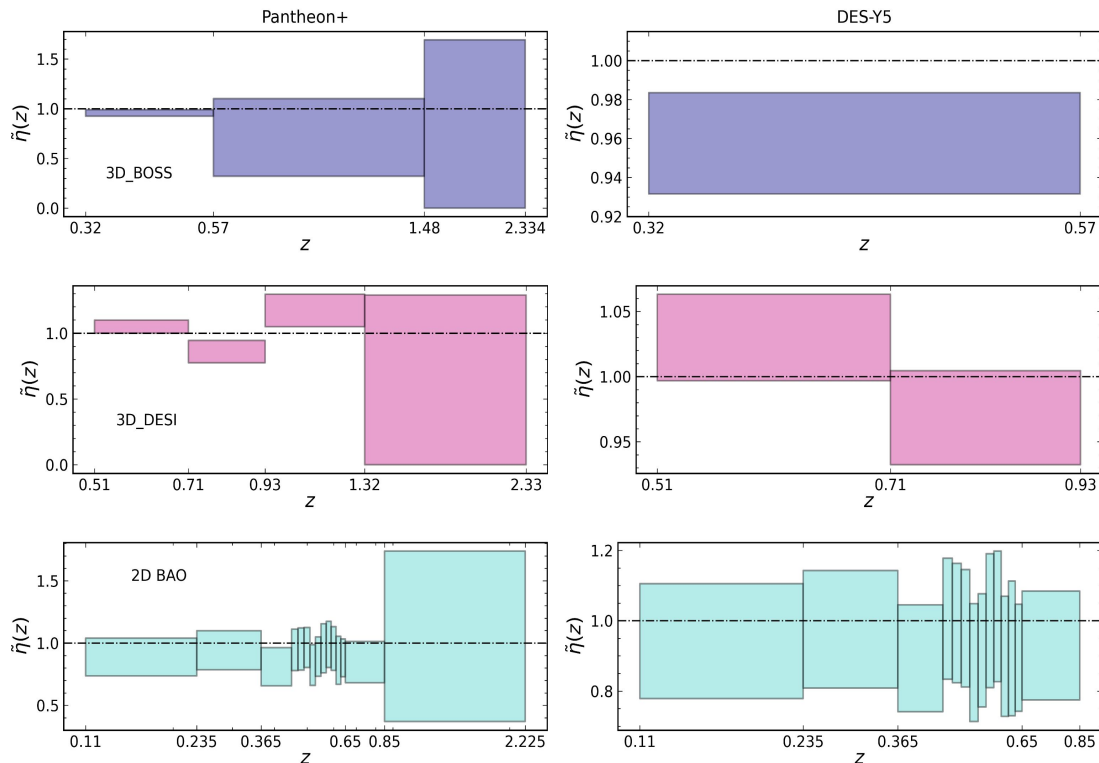 Pantheon+
DES-Y5
1.5
1.0
0.5
0.0
η̃(z)
3D_BOSS
0.32
0.57
1.48
2.334
z
1.00
0.98
0.96
0.94
0.92
η̃(z)
0.32
0.57
z
1.0
0.5
0.0
η̃(z)
3D_DESI
0.51
0.71
0.93
1.32
2.33
z
1.05
1.00
0.95
η̃(z)
0.51
0.71
0.93
z
1.5
1.0
0.5
η̃(z)
2D BAO
0.11
0.235
0.365
0.65
0.85
2.225
z
1.2
1.0
0.8
η̃(z)
0.11
0.235
0.365
0.65
0.85
z